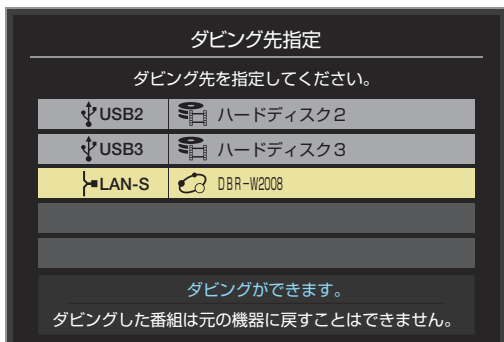 ダビング先指定
ダビング先を指定してください。
USB2 ハードディスク2
USB3 ハードディスク3
LAN-S DBR-W2008
ダビングができます。
ダビングした番組は元の機器に戻すことはできません。